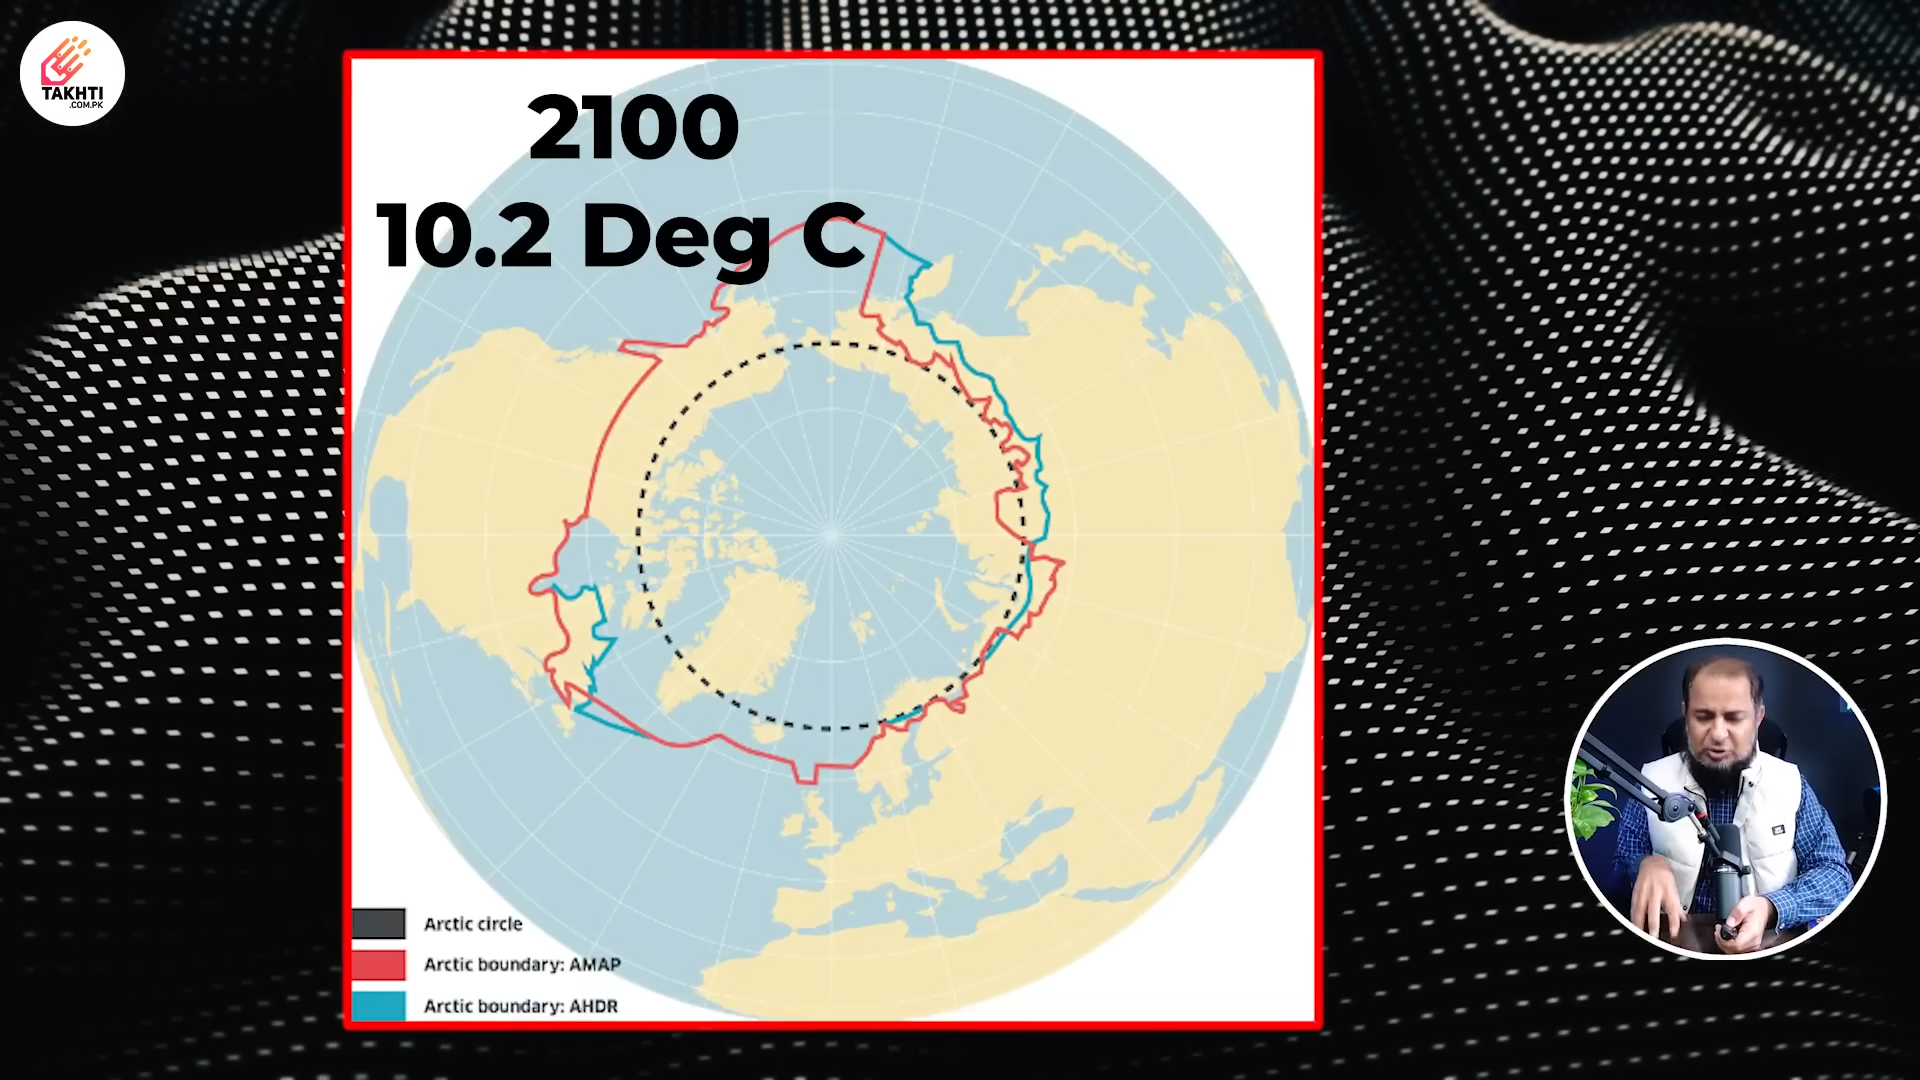 TAKHTI
.COM.PK
2100
10.2 Deg C
Arctic circle
Arctic boundary: AMAP
Arctic boundary: AHDR